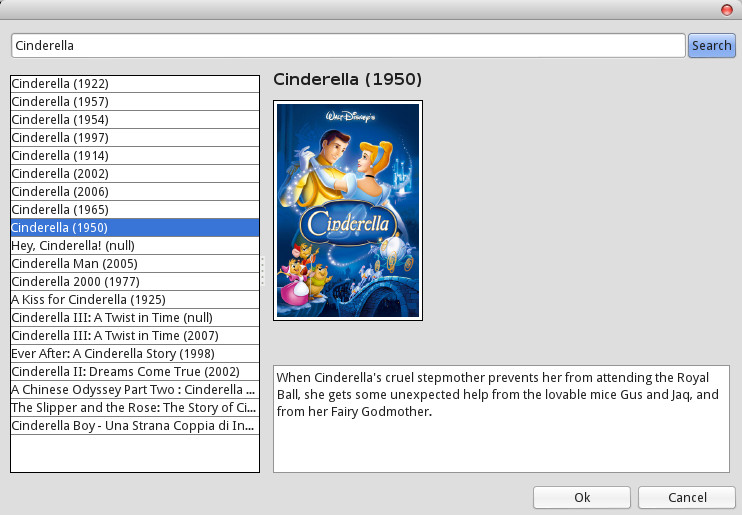 Cinderella
Search
Cinderella (1922)
Cinderella (1957)
Cinderella (1954)
Cinderella (1997)
Cinderella (1914)
Cinderella (2002)
Cinderella (2006)
Cinderella (1965)
Cinderella (1950)
Hey, Cinderella! (null)
Cinderella Man (2005)
Cinderella 2000 (1977)
A Kiss for Cinderella (1925)
Cinderella III: A Twist in Time (null)
Cinderella III: A Twist in Time (2007)
Ever After: A Cinderella Story (1998)
Cinderella II: Dreams Come True (2002)
A Chinese Odyssey Part Two : Cinderella ...
The Slipper and the Rose: The Story of Ci...
Cinderella Boy - Una Strana Coppia di In...
Cinderella (1950)
Walt Disney's
Cinderella
When Cinderella's cruel stepmother prevents her from attending the Royal
Ball, she gets some unexpected help from the lovable mice Gus and Jaq, and
from her Fairy Godmother.
Ok
Cancel